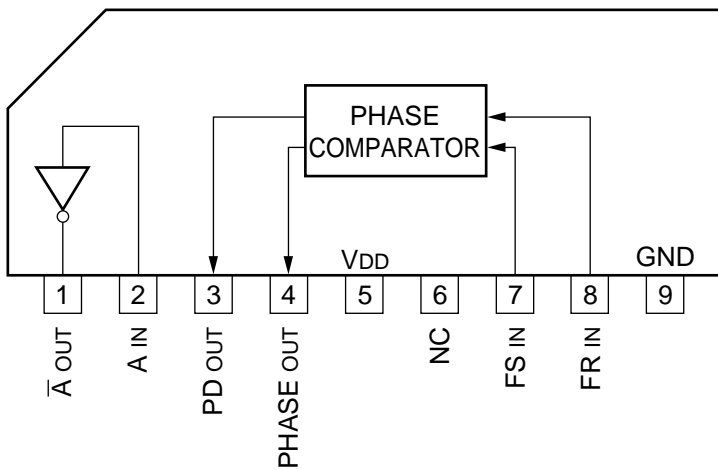 PHASE
COMPARATOR
VDD
GND
1
2
3
4
5
6
7
8
9
A̅ OUT
A IN
PD OUT
PHASE OUT
NC
FS IN
FR IN